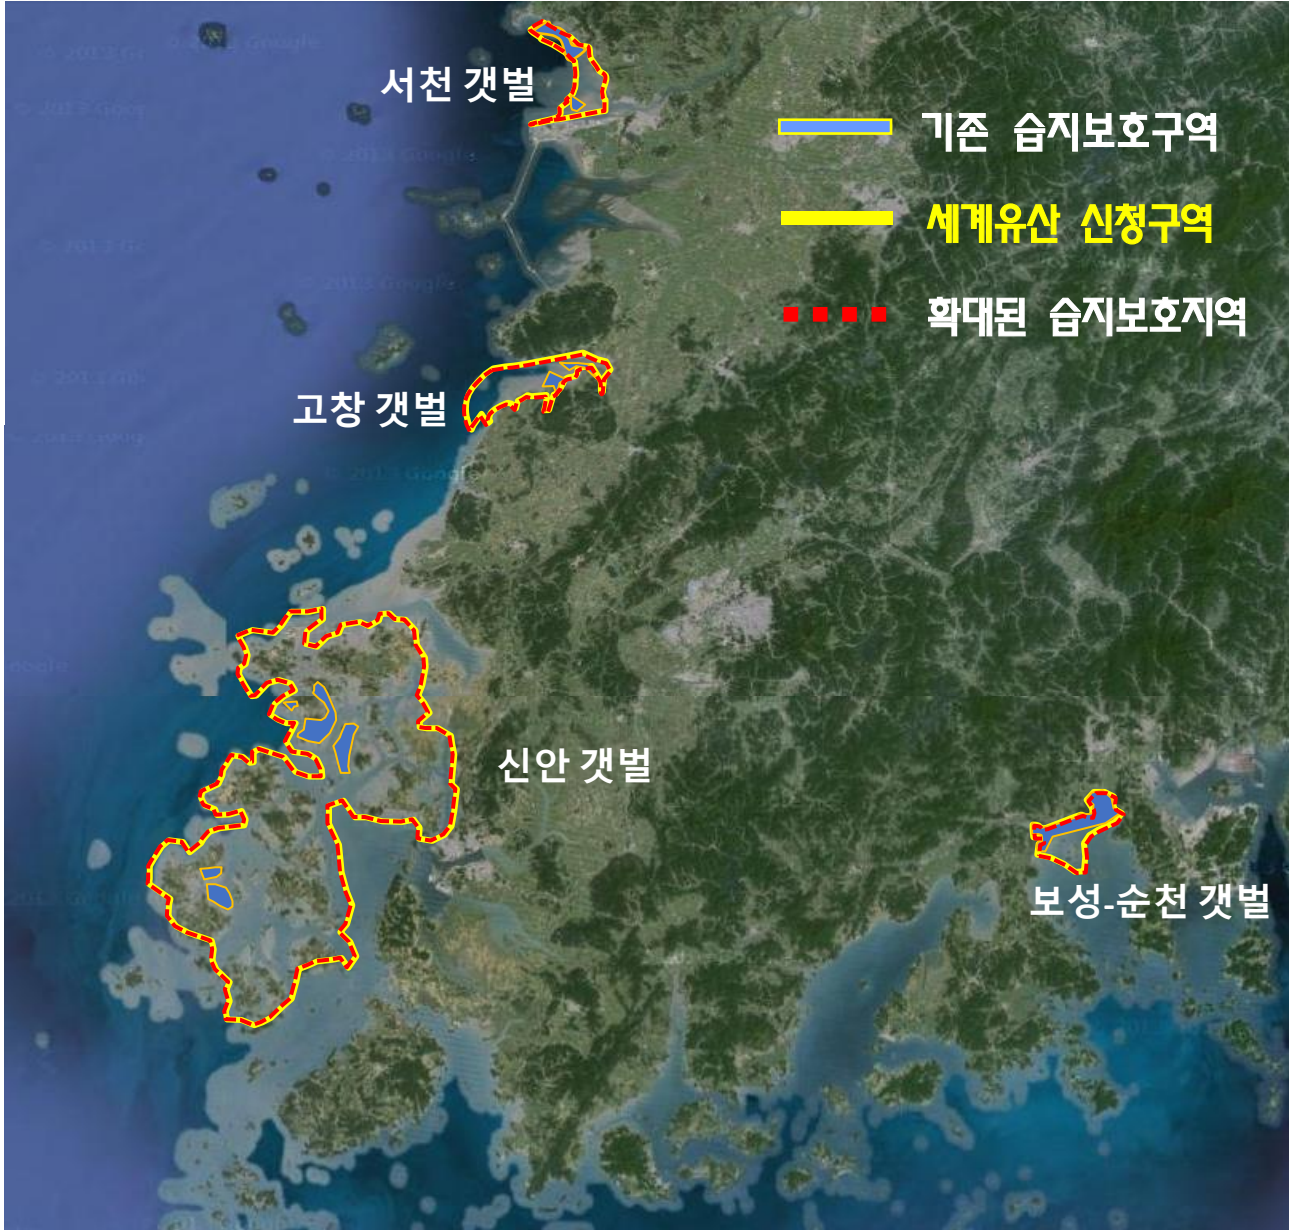 서천 갯벌
기존 습지보호구역
세계유산 신청구역
확대된 습지보호지역
고창 갯벌
신안 갯벌
보성-순천 갯벌